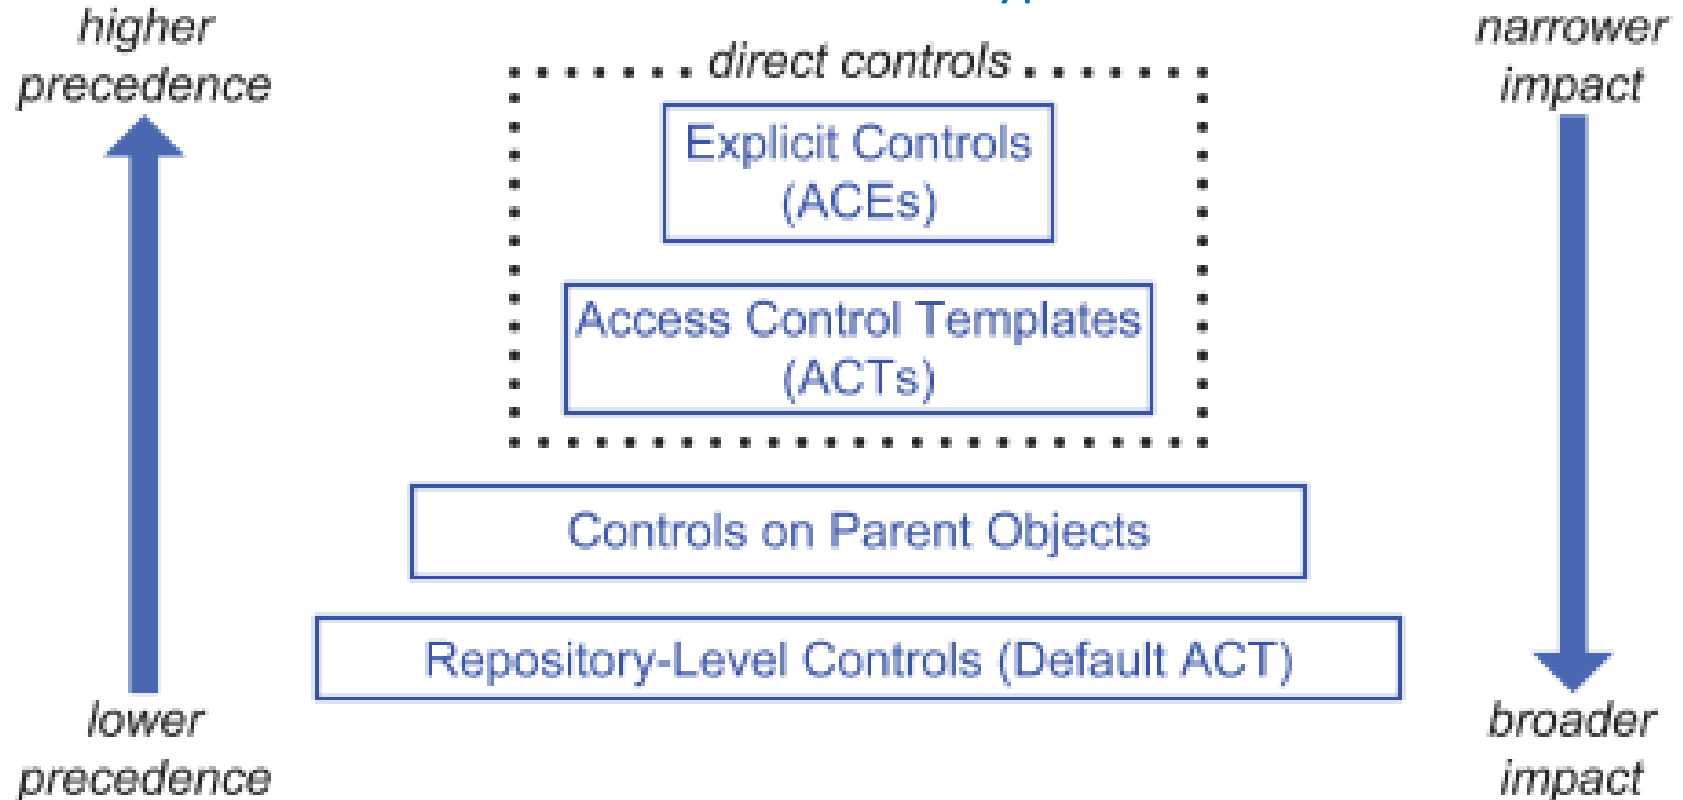 higher
precedence
narrower
impact
direct controls
Explicit Controls
(ACEs)
Access Control Templates
(ACTs)
Controls on Parent Objects
Repository-Level Controls (Default ACT)
lower
precedence
broader
impact